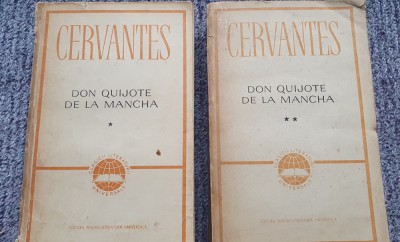 CERVANTES
DON QUIJOTE
DE LA MANCHA
*
CERVANTES
DON QUIJOTE
DE LA MANCHA
**